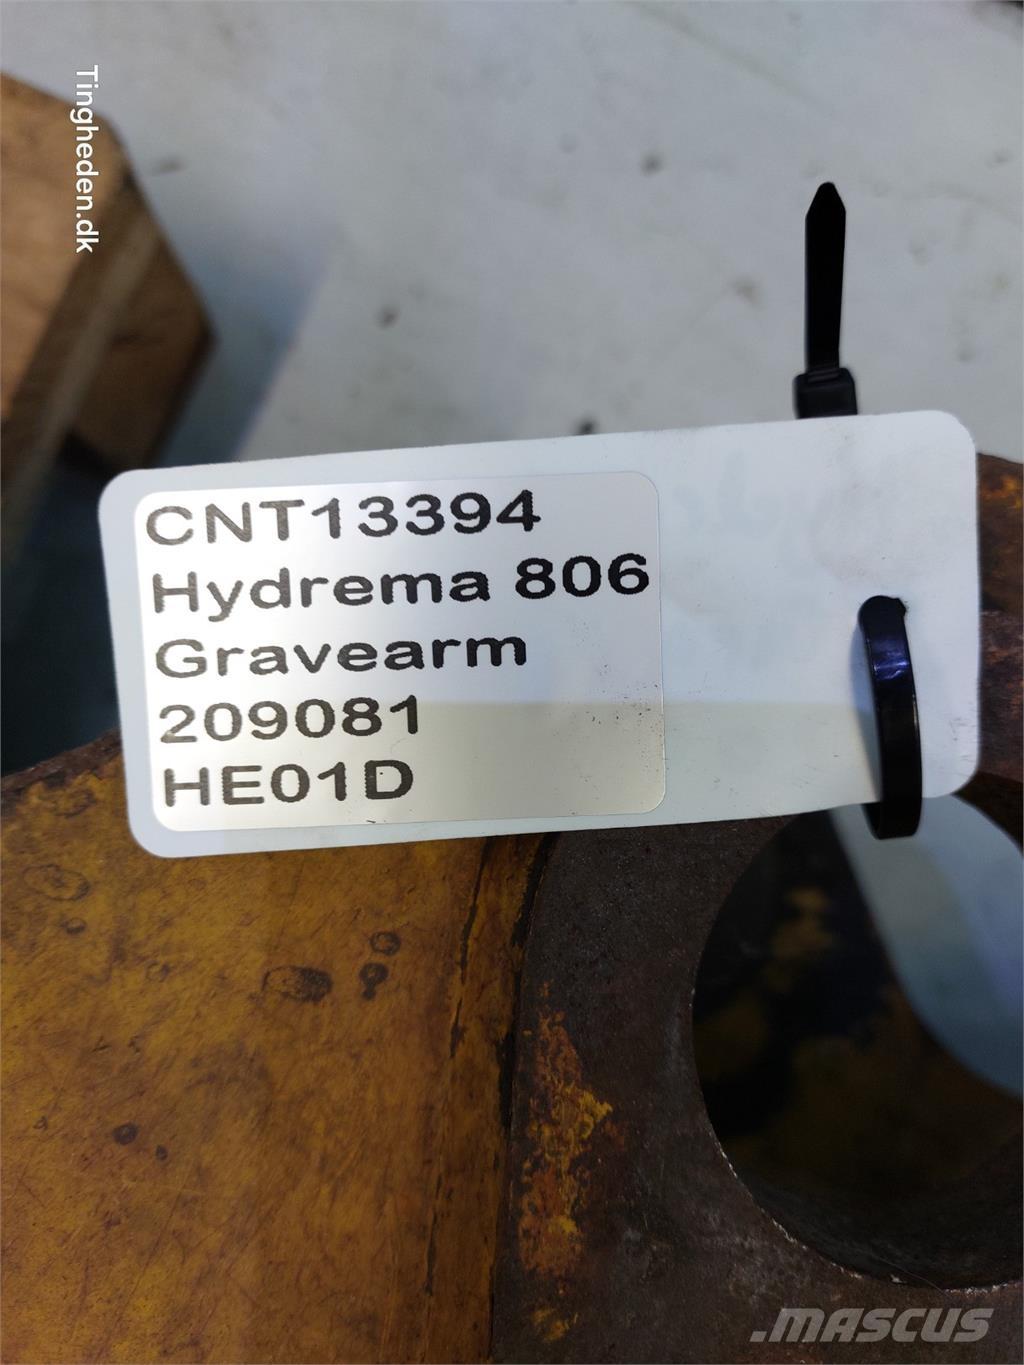 Tingheden.dk
CNT13394
Hydrema 806
Gravearm
209081
HE01D
.MASCUS